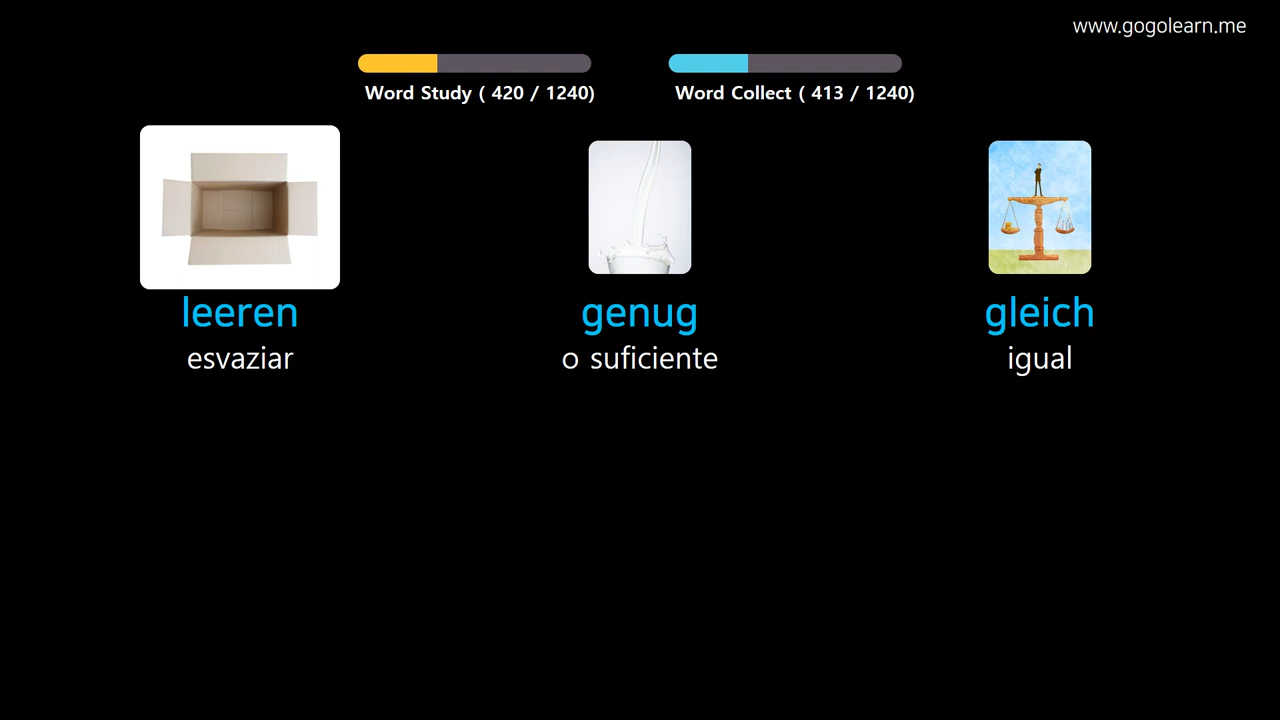 www.gogolearn.me
Word Study ( 420 / 1240)
Word Collect ( 413 / 1240)
leeren
genug
gleich
esvaziar
o suficiente
igual